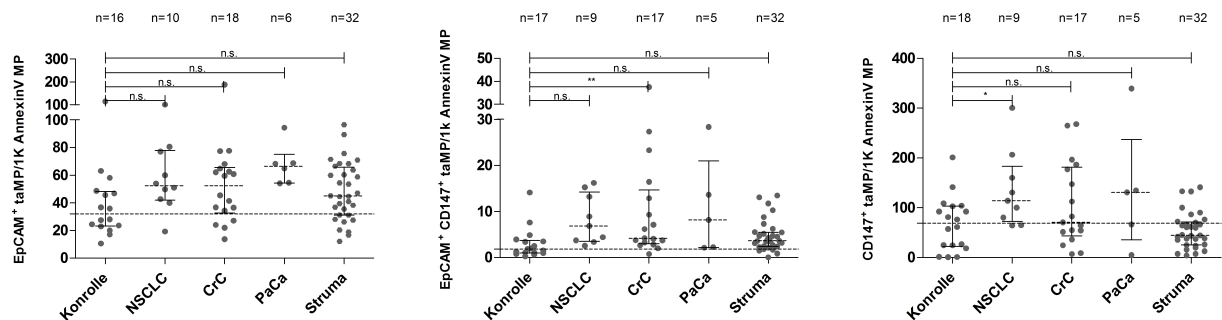 n=16 n=10 n=18 n=6 n=32
EpCAM+ taMP/1K AnnexinV MP
300
200
100
100
80
60
40
20
0
n.s.
n.s.
n.s.
n.s.
Konrolle NSCLC CrC PaCa Struma
n=17 n=9 n=17 n=5 n=32
EpCAM+ CD147+ taMP/1k AnnexinV MP
50
40
30
30
20
10
0
n.s.
n.s.
**
n.s.
Konrolle NSCLC CrC PaCa Struma
n=18 n=9 n=17 n=5 n=32
CD147+ taMP/1K AnnexinV MP
400
300
200
100
0
n.s.
n.s.
n.s.
*
Konrolle NSCLC CrC PaCa Struma